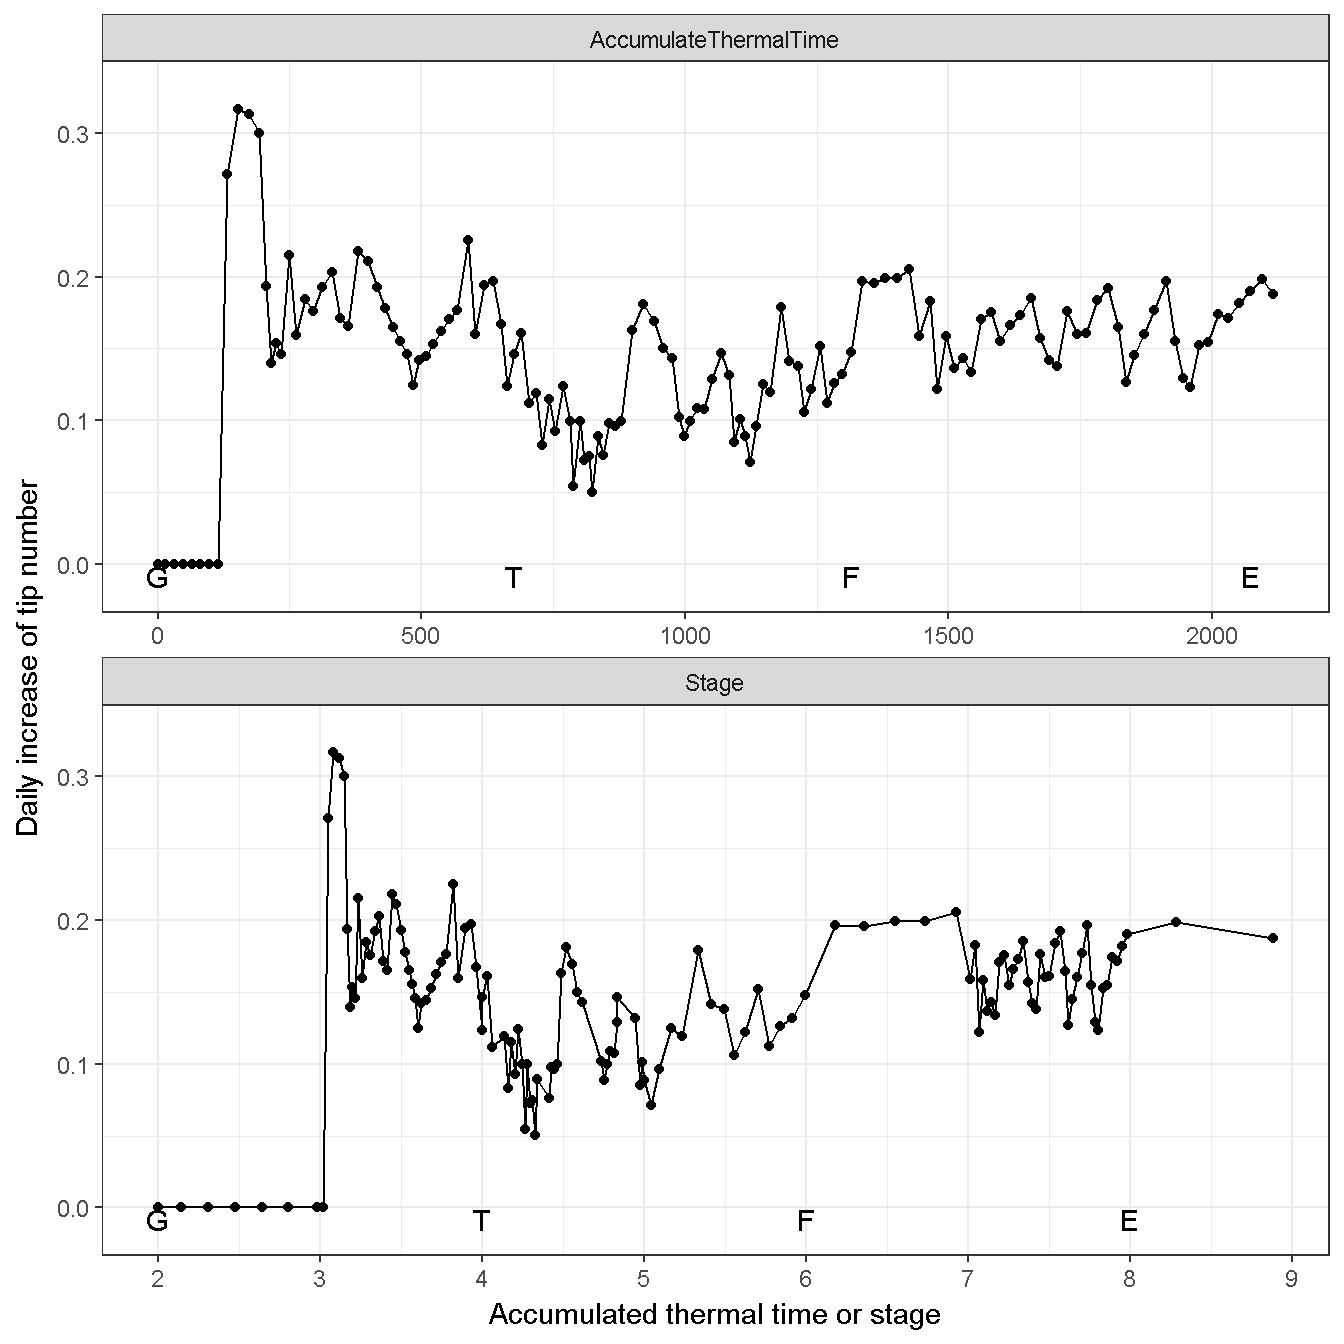 AccumulateThermalTime
0.3
0.2
0.1
0.0
G T F E
0 500 1000 1500 2000
Daily increase of tip number
Stage
0.3
0.2
0.1
0.0
G T F E
2 3 4 5 6 7 8 9
Accumulated thermal time or stage